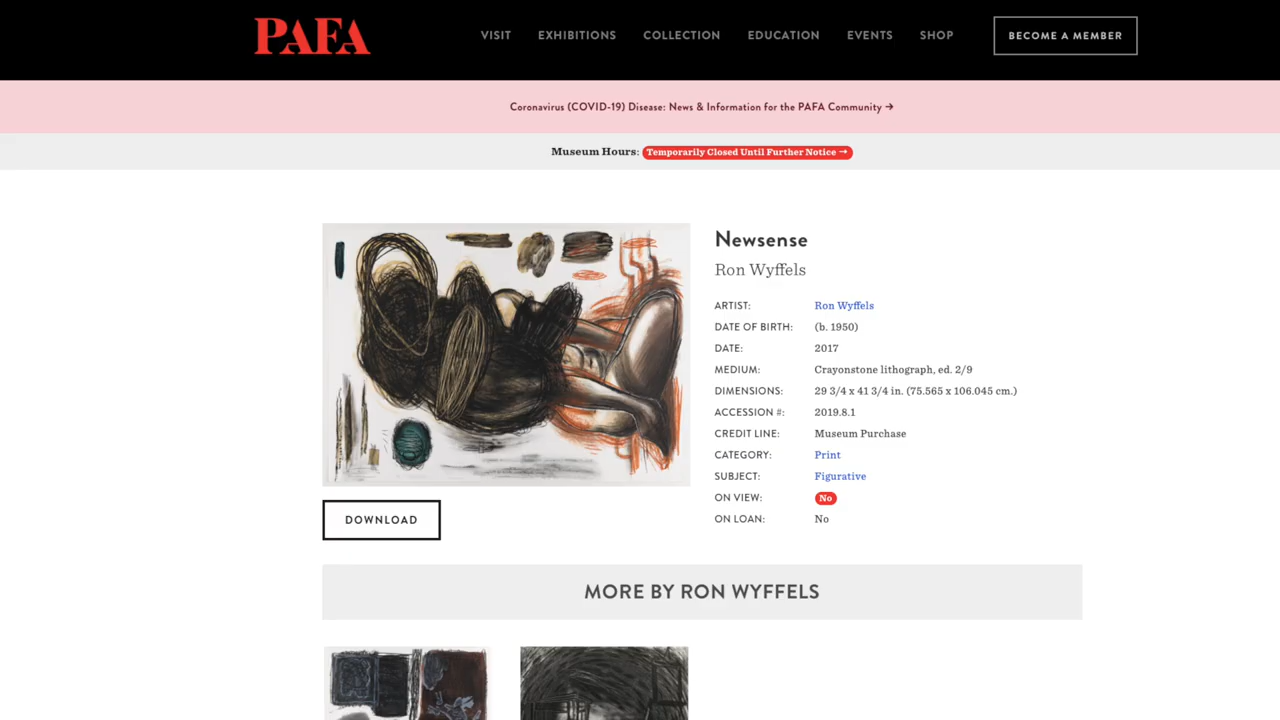 PAFA
VISIT EXHIBITIONS COLLECTION EDUCATION EVENTS SHOP BECOME A MEMBER
Coronavirus (COVID-19) Disease: News & Information for the PAFA Community →
Museum Hours: Temporarily Closed Until Further Notice →
Newsense
Ron Wyffels
ARTIST: Ron Wyffels
DATE OF BIRTH: (b. 1950)
DATE: 2017
MEDIUM: Crayonstone lithograph, ed. 2/9
DIMENSIONS: 29 3/4 x 41 3/4 in. (75.565 x 106.045 cm.)
ACCESSION #: 2019.8.1
CREDIT LINE: Museum Purchase
CATEGORY: Print
SUBJECT: Figurative
ON VIEW: No
ON LOAN: No
DOWNLOAD
MORE BY RON WYFFELS